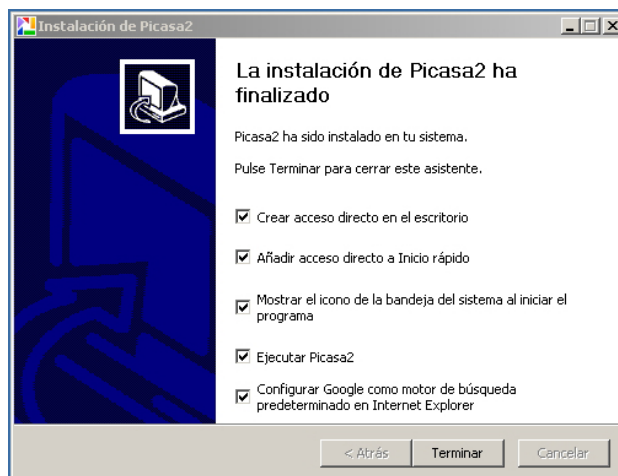 Instalación de Picasa2
La instalación de Picasa2 ha
finalizado
Picasa2 ha sido instalado en tu sistema.
Pulse Terminar para cerrar este asistente.
Crear acceso directo en el escritorio
Añadir acceso directo a Inicio rápido
Mostrar el icono de la bandeja del sistema al iniciar el
programa
Ejecutar Picasa2
Configurar Google como motor de búsqueda
predeterminado en Internet Explorer
< Atrás Terminar Cancelar